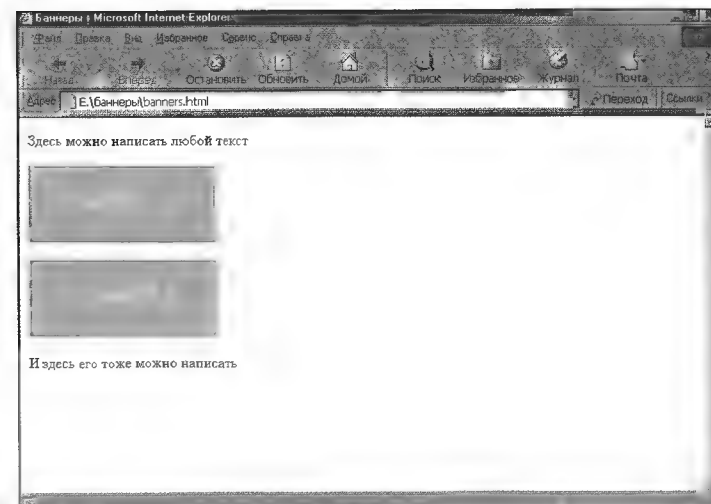 Баннеры : Microsoft Internet Explorer
Файл Правка Вид Избранное Сервис Справка
Назад Вперед Остановить Обновить Домой Поиск Избранное Журнал Почта
Адрес E:\баннеры\banners.html Переход Ссылки
Здесь можно написать любой текст
И здесь его тоже можно написать